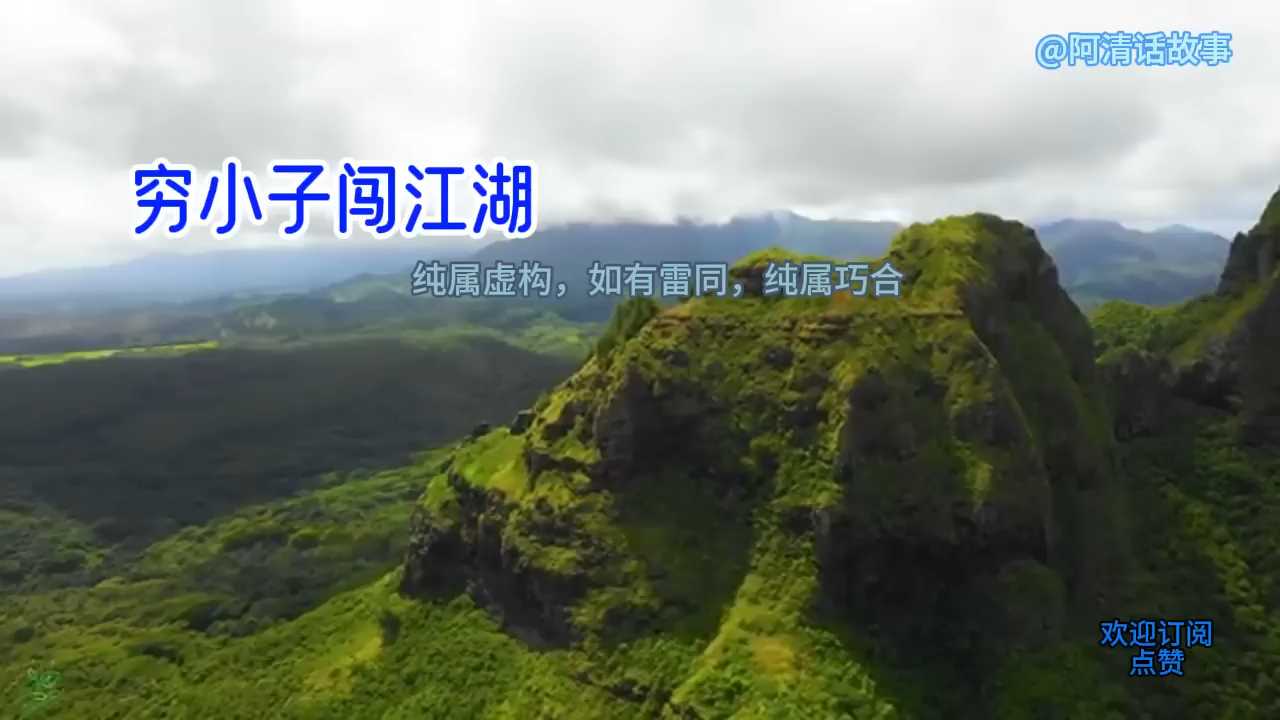 @阿清话故事
穷小子闯江湖
纯属虚构，如有雷同，纯属巧合
欢迎订阅
点赞